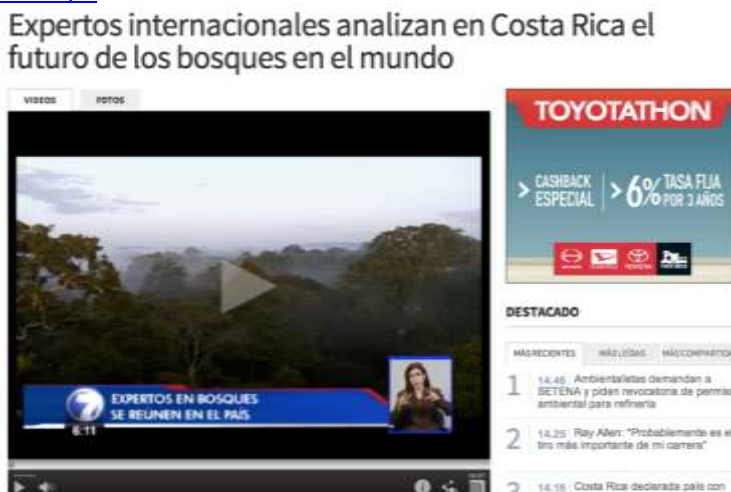 Expertos internacionales analizan en Costa Rica el
futuro de los bosques en el mundo
VIDEOS
FOTOS
EXPERTOS EN BOSQUES
SE REUNEN EN EL PAÍS
7
6:11
TOYOTATHON
> CASHBACK
ESPECIAL
> 6% TASA FIJA
POR 3 AÑOS
TOYOTA
DESTACADO
MÁS RECIENTES
MÁS LEÍDAS
1 14:46 Ambientalistas demandan a
SETENA y piden revocatoria de
ambiental para refinería
2 14.25 Ray Allen: "Probablemente es el
tiro más importante de mi carrera"
14.16 Costa Rica declarada país con